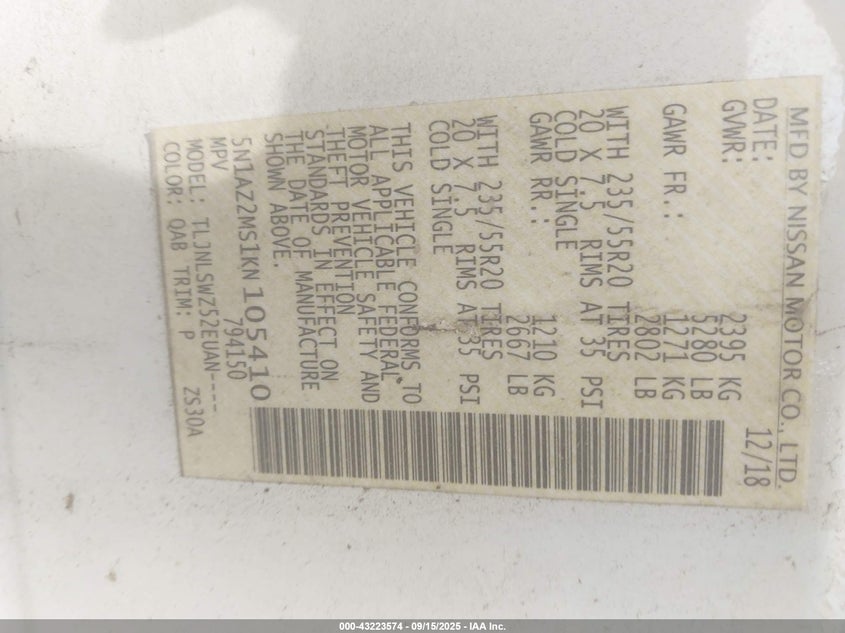 MFD BY NISSAN MOTOR CO., LTD.
DATE: 12/18
GVWR: 2395 KG
5280 LB
GAWR FR.: 1271 KG
2802 LB
WITH 235/55R20 TIRES
20 X 7.5 RIMS AT 35 PSI
COLD SINGLE
GAWR RR.: 1210 KG
2667 LB
WITH 235/55R20 TIRES
20 X 7.5 RIMS AT 35 PSI
COLD SINGLE
THIS VEHICLE CONFORMS TO
ALL APPLICABLE FEDERAL
MOTOR VEHICLE SAFETY AND
THEFT PREVENTION
STANDARDS IN EFFECT ON
THE DATE OF MANUFACTURE
SHOWN ABOVE.
5N1AZ2MS1KN105410
MPV 794150
MODEL: TLJNLSWZ52EUAN----
COLOR: QAB TRIM: P ZS30A
000-43223574 - 09/15/2025 - IAA Inc.